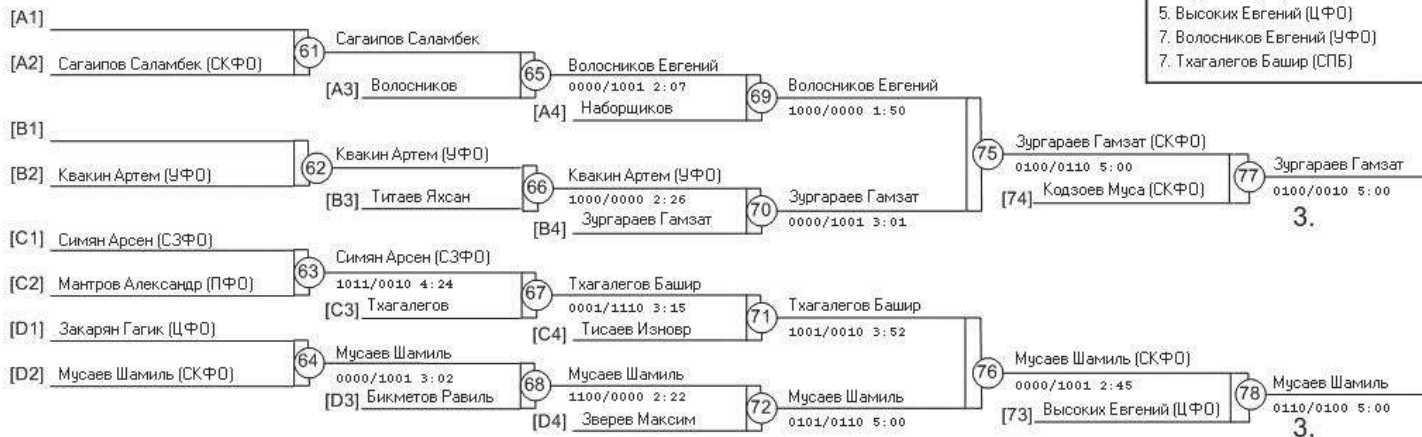 5. Высоких Евгений (ЦФО)
7. Волосников Евгений (УФО)
7. Тхагалегов Башир (СПБ)
[A1]
[A2] Сагаипов Саламбек (СКФО)
61
Сагаипов Саламбек
[A3] Волосников
65
Волосников Евгений
0000/1001 2:07
[A4] Наборщиков
69
Волосников Евгений
1000/0000 1:50
[B1]
[B2] Квакин Артем (УФО)
62
Квакин Артем (УФО)
[B3] Титаев Яхсан
66
Квакин Артем (УФО)
1000/0000 2:26
[B4] Зургараев Гамзат
70
Зургараев Гамзат
0000/1001 3:01
75
Зургараев Гамзат (СКФО)
0100/0110 5:00
[74] Кодзоев Муса (СКФО)
77
Зургараев Гамзат
0100/0010 5:00
3.
[C1] Симян Арсен (СЗФО)
[C2] Мантров Александр (ПФО)
63
Симян Арсен (СЗФО)
1011/0010 4:24
[C3] Тхагалегов
67
Тхагалегов Башир
0001/1110 3:15
[C4] Тисаев Изновр
71
Тхагалегов Башир
1001/0010 3:52
[D1] Закарян Гагик (ЦФО)
[D2] Мусаев Шамиль (СКФО)
64
Мусаев Шамиль
0000/1001 3:02
[D3] Бикметов Равиль
68
Мусаев Шамиль
1100/0000 2:22
[D4] Зверев Максим
72
Мусаев Шамиль
0101/0110 5:00
76
Мусаев Шамиль (СКФО)
0000/1001 2:45
[73] Высоких Евгений (ЦФО)
78
Мусаев Шамиль
0110/0100 5:00
3.